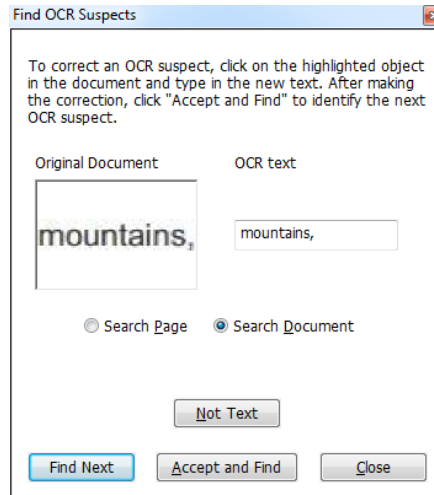 Find OCR Suspects
To correct an OCR suspect, click on the highlighted object
in the document and type in the new text. After making
the correction, click "Accept and Find" to identify the next
OCR suspect.
Original Document OCR text
mountains, mountains,
Search Page Search Document
Not Text
Find Next Accept and Find Close